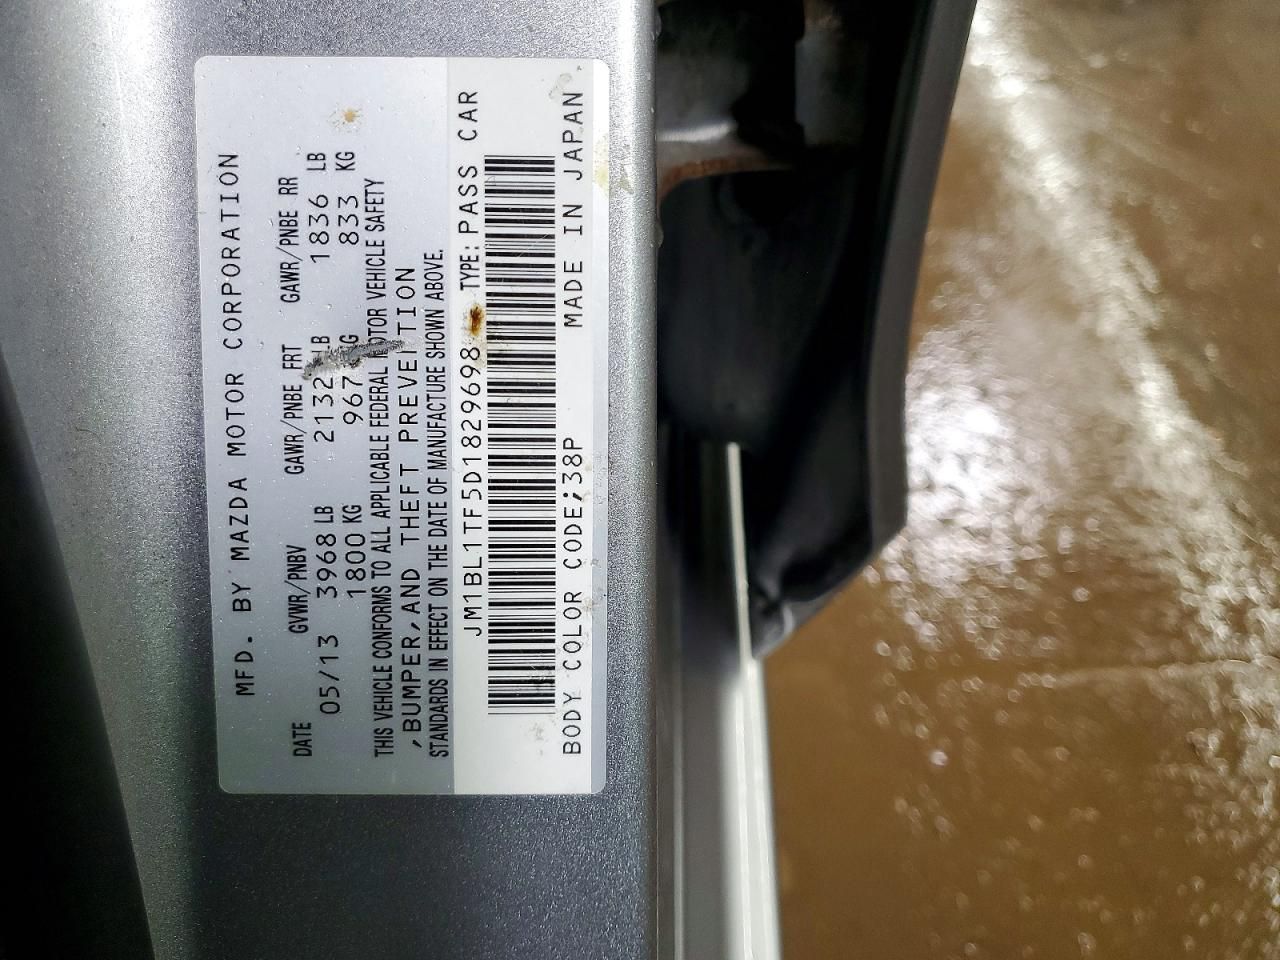 MFD. BY MAZDA MOTOR CORPORATION
DATE GVWR/PNBV GAWR/PNBE FRT GAWR/PNBE RR
05/13 3968 LB 2132 LB 1836 LB
1800 KG 967 KG 833 KG
THIS VEHICLE CONFORMS TO ALL APPLICABLE FEDERAL MOTOR VEHICLE SAFETY
,BUMPER,AND THEFT PREVEITION
STANDARDS IN EFFECT ON THE DATE OF MANUFACTURE SHOWN ABOVE.
JM1BL1TF5D1829698 TYPE: PASS CAR
BODY COLOR CODE;38P MADE IN JAPAN